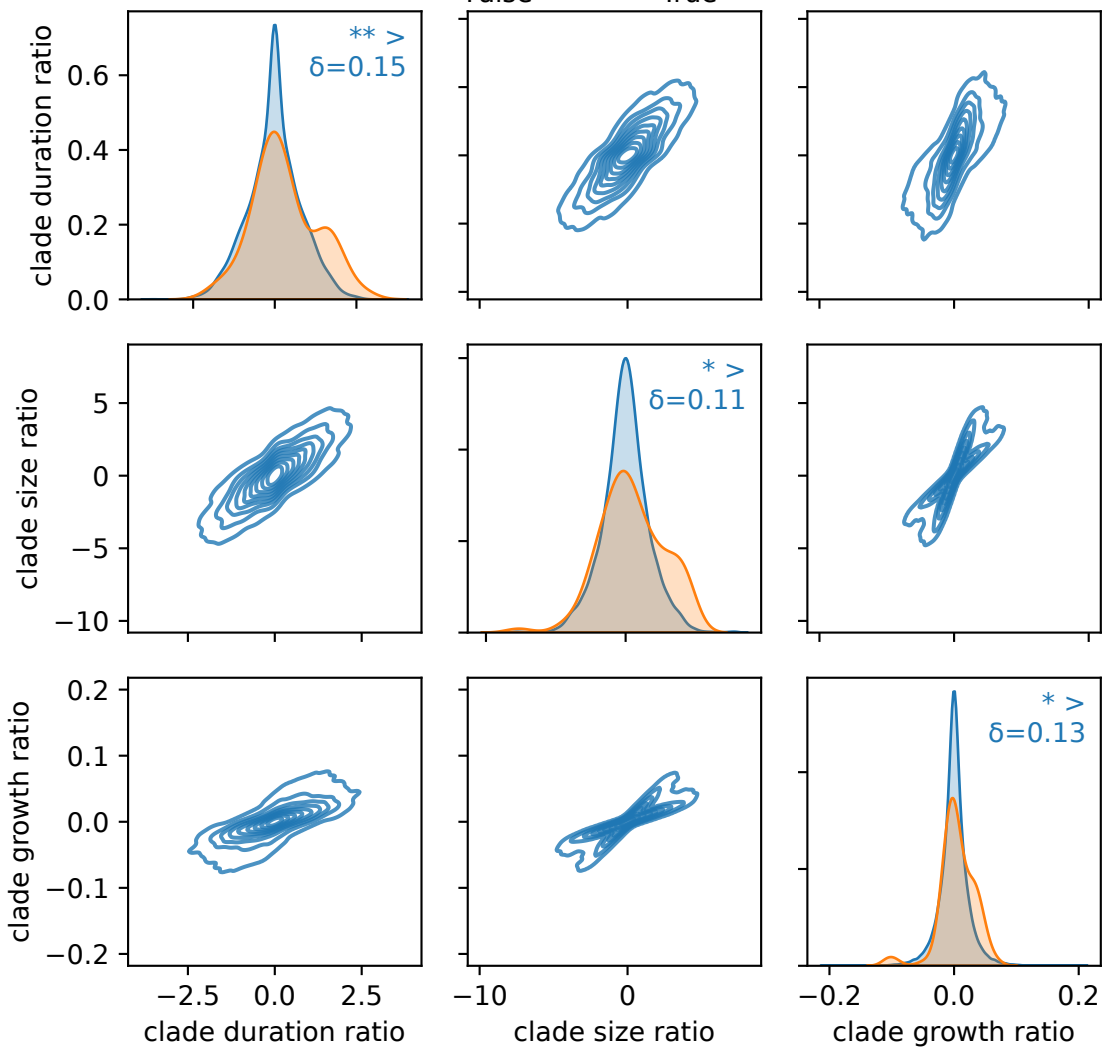 False True
clade duration ratio
0.6
0.4
0.2
0.0
** >
δ=0.15
clade size ratio
5
0
−5
−10
* >
δ=0.11
clade growth ratio
0.2
0.1
0.0
−0.1
−0.2
* >
δ=0.13
−2.5 0.0 2.5
−10 0
−0.2 0.0 0.2
clade duration ratio
clade size ratio
clade growth ratio